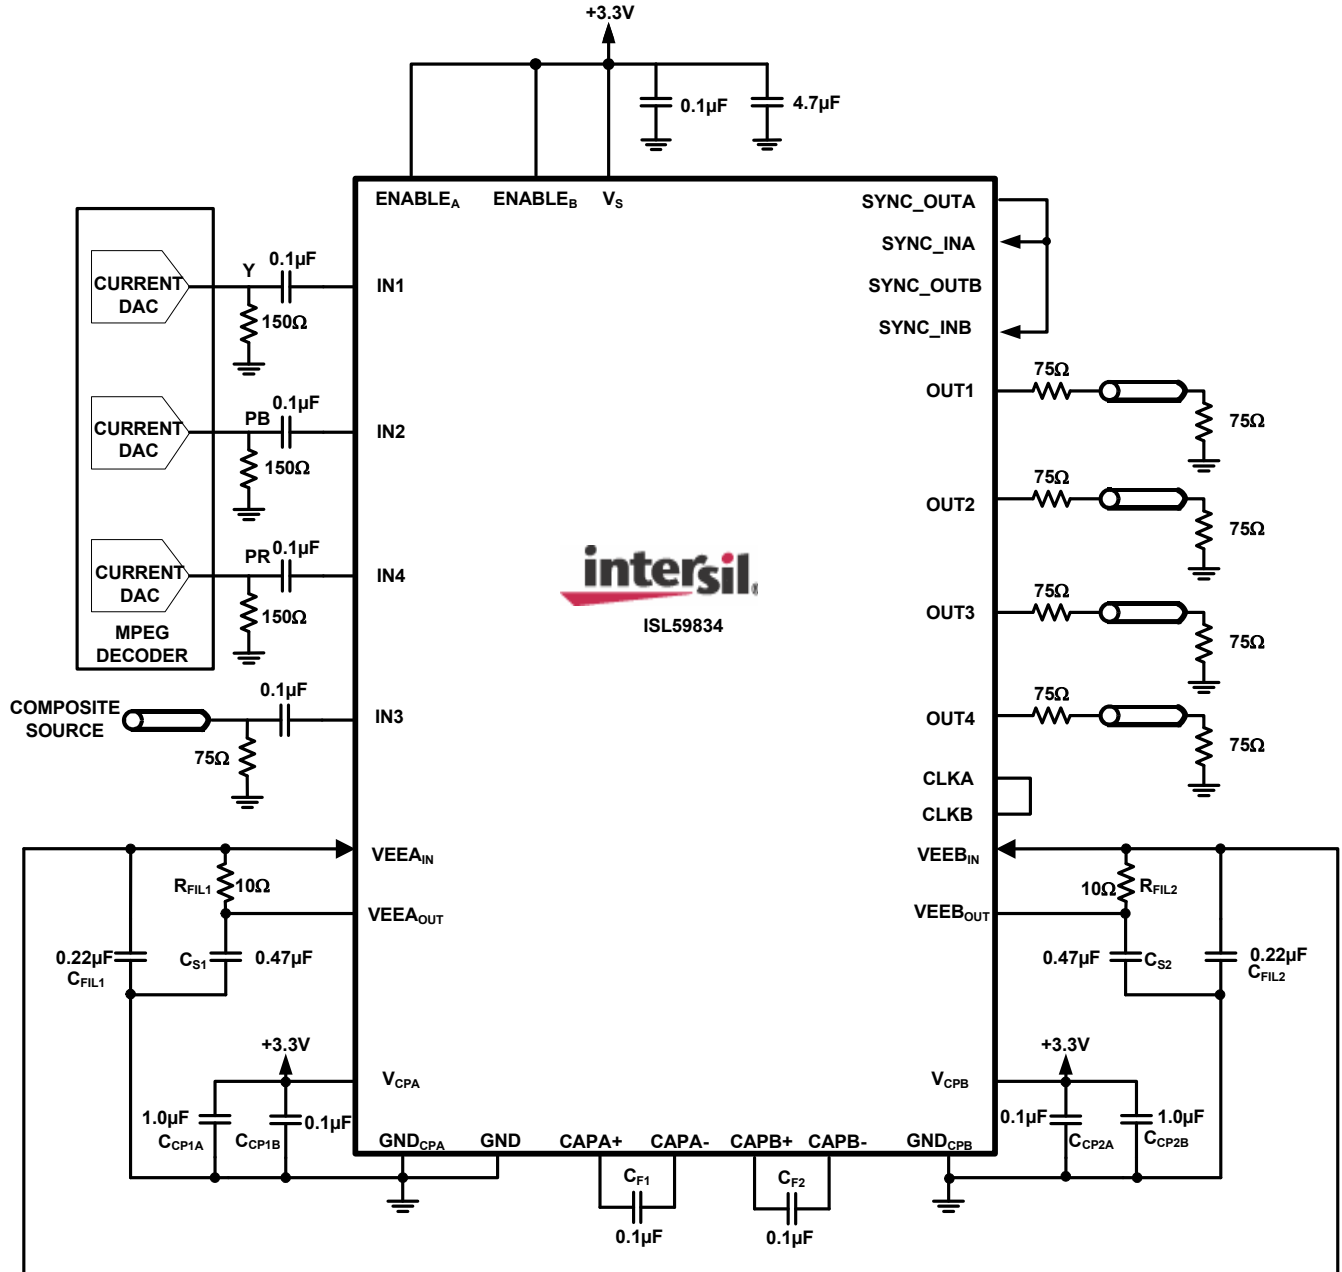 +3.3V
0.1µF
4.7µF
ENABLEA
ENABLEB
VS
SYNC_OUTA
SYNC_INA
SYNC_OUTB
SYNC_INB
CURRENT
DAC
Y
0.1µF
150Ω
IN1
CURRENT
DAC
PB
0.1µF
150Ω
IN2
CURRENT
DAC
PR
0.1µF
150Ω
IN4
MPEG
DECODER
COMPOSITE
SOURCE
0.1µF
75Ω
IN3
intersil
ISL59834
OUT1
75Ω
75Ω
OUT2
75Ω
75Ω
OUT3
75Ω
75Ω
OUT4
75Ω
75Ω
CLKA
CLKB
VEEAIN
RFIL1
10Ω
VEEAOUT
0.22µF
CFIL1
CS1
0.47µF
VEEBIN
10Ω
RFIL2
VEEBOUT
0.47µF
CS2
0.22µF
CFIL2
+3.3V
VCPA
1.0µF
CCP1A
CCP1B
0.1µF
+3.3V
VCPB
0.1µF
CCP2A
1.0µF
CCP2B
GNDCPA
GND
CAPA+
CAPA-
CAPB+
CAPB-
GNDCPB
CF1
0.1µF
CF2
0.1µF